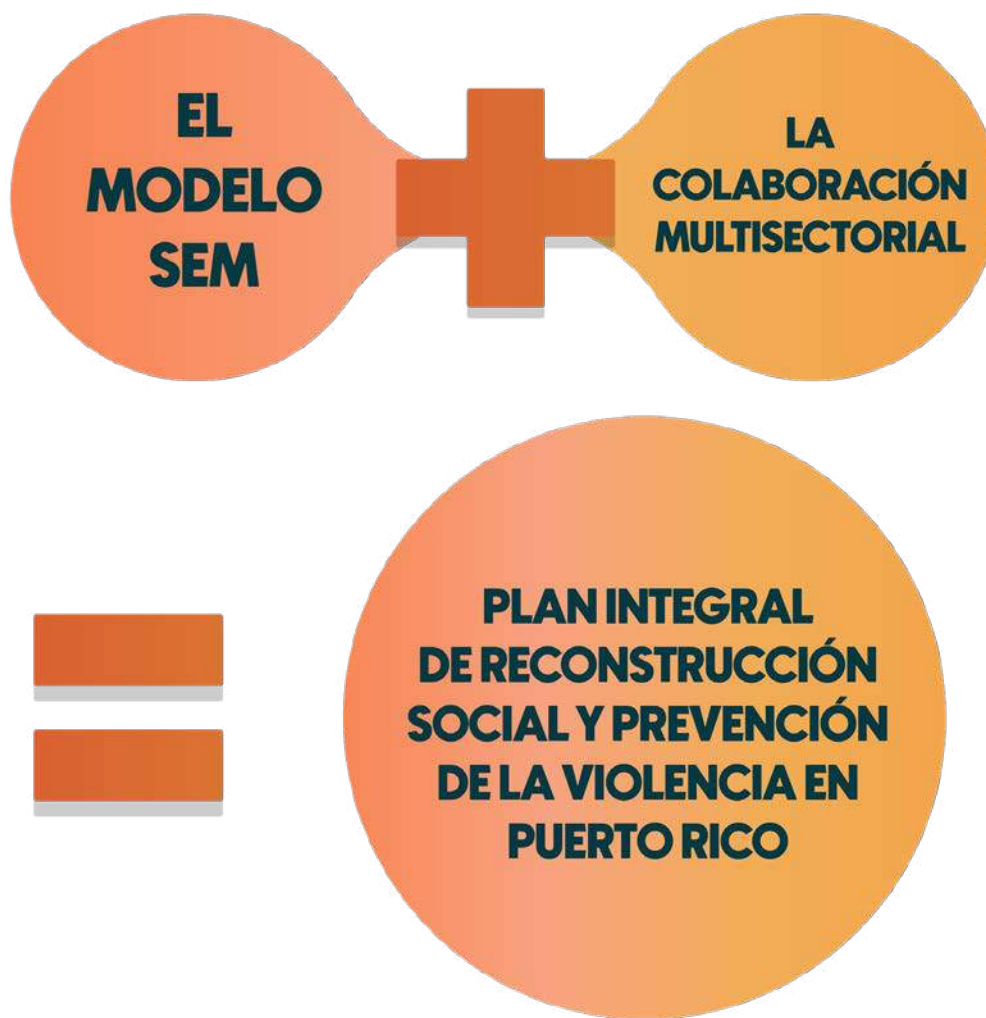 EL
MODELO
SEM
LA
COLABORACIÓN
MULTISECTORIAL
PLAN INTEGRAL
DE RECONSTRUCCIÓN
SOCIAL Y PREVENCIÓN
DE LA VIOLENCIA EN
PUERTO RICO